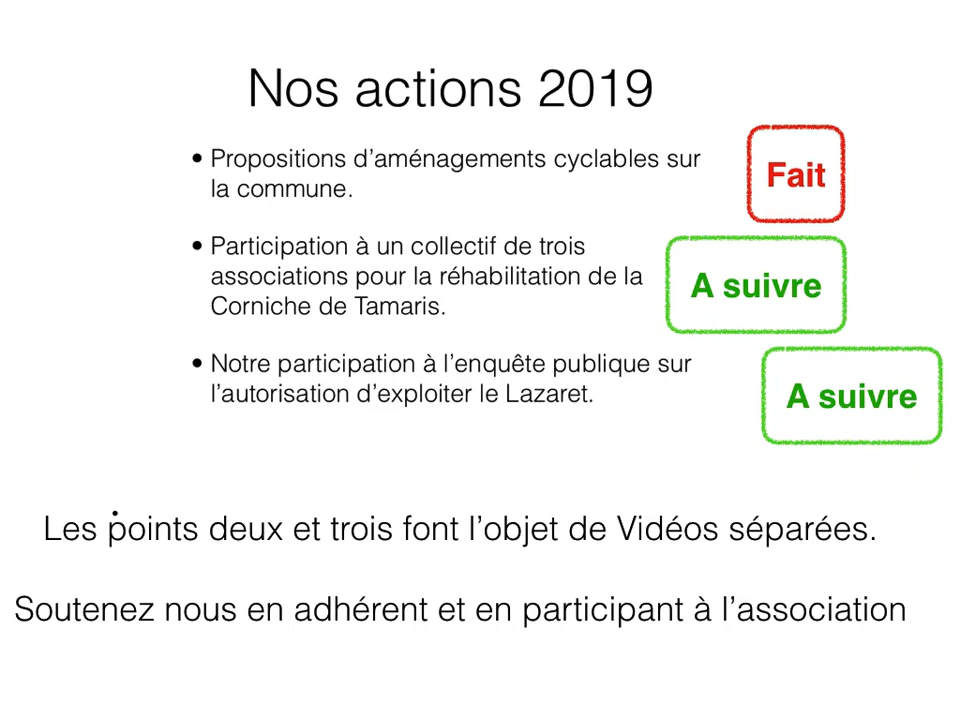 Nos actions 2019
• Propositions d’aménagements cyclables sur
la commune.
Fait
• Participation à un collectif de trois
associations pour la réhabilitation de la
Corniche de Tamaris.
A suivre
• Notre participation à l’enquête publique sur
l’autorisation d’exploiter le Lazaret.
A suivre
Les points deux et trois font l’objet de Vidéos séparées.
Soutenez nous en adhérent et en participant à l’association